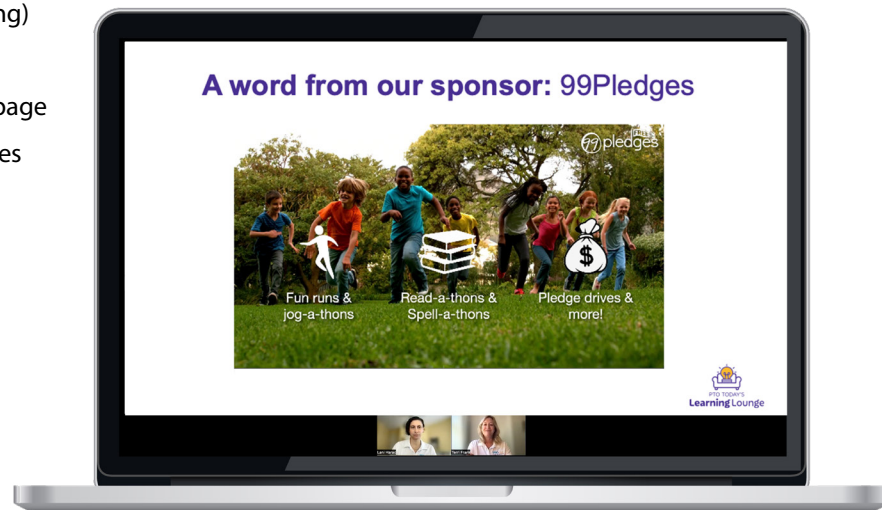 ng)
page
es
A word from our sponsor: 99Pledges
99 pledges
Fun runs &
jog-a-thons
Read-a-thons &
Spell-a-thons
Pledge drives &
more!
$
PTO TODAY'S
Learning Lounge